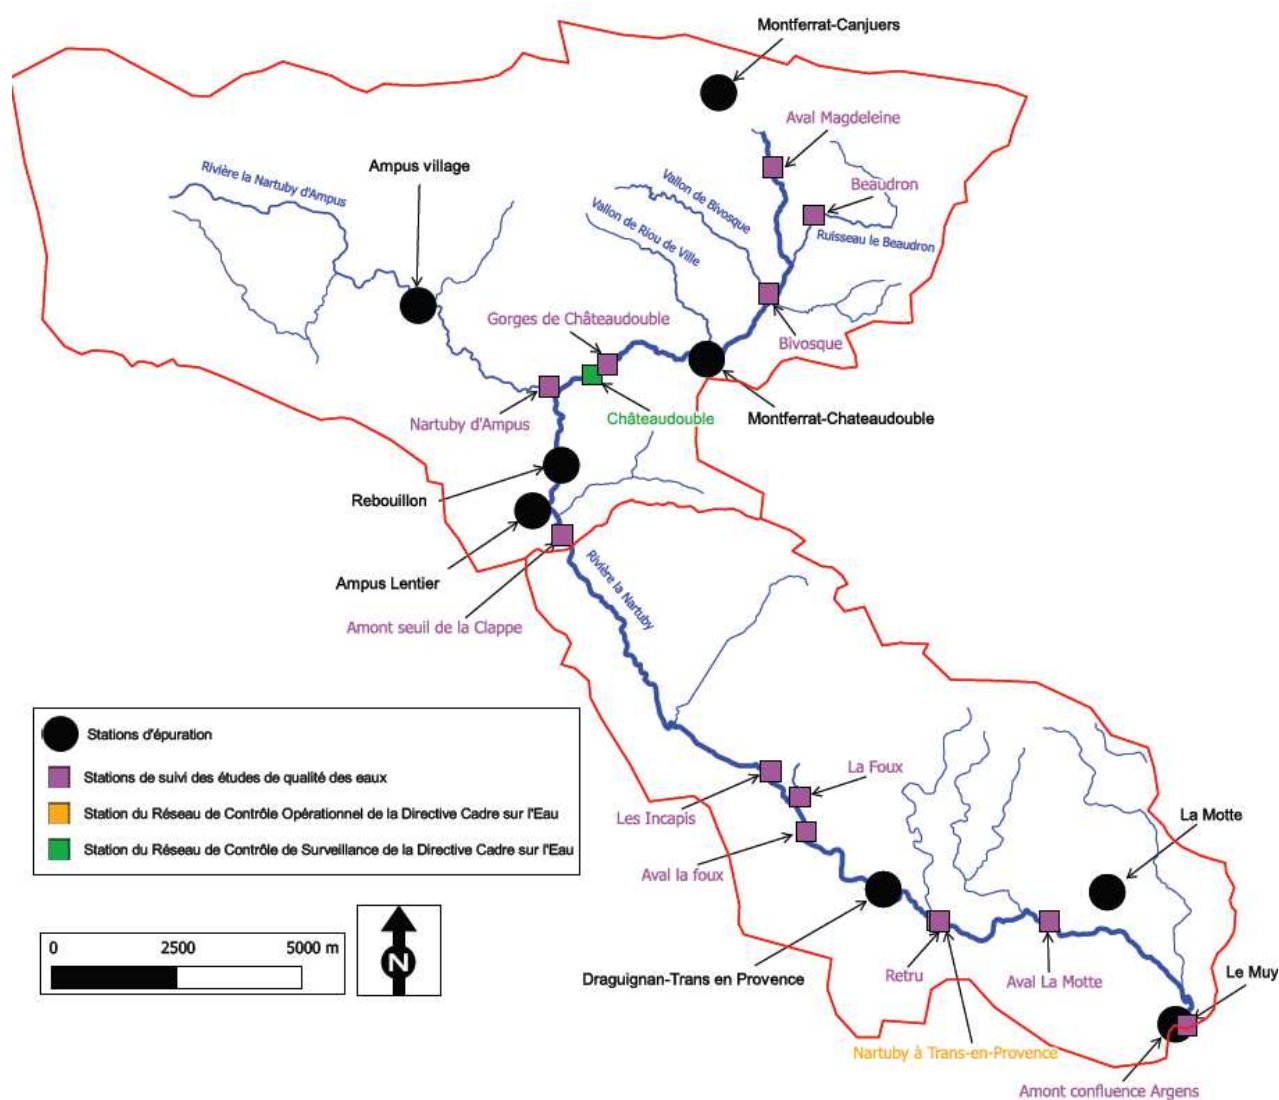 Montferrat-Canjuers
Aval Magdeleine
Ampus village
Rivière la Nartuby d'Ampus
Beaudron
Vallon de Bivosque
Vallon de Riou de Ville
Ruisseau le Beaudron
Gorges de Châteaudouble
Bivosque
Nartuby d'Ampus
Châteaudouble
Montferrat-Chateaudouble
Rebouillon
Ampus Lentier
Rivière la Nartuby
Amont seuil de la Clappe
Stations d'épuration
Stations de suivi des études de qualité des eaux
Station du Réseau de Contrôle Opérationnel de la Directive Cadre sur l'Eau
Station du Réseau de Contrôle de Surveillance de la Directive Cadre sur l'Eau
La Foux
Les Incapis
La Motte
Aval la foux
0 2500 5000 m
N
Draguignan-Trans en Provence
Retru
Aval La Motte
Le Muy
Nartuby à Trans-en-Provence
Amont confluence Argens